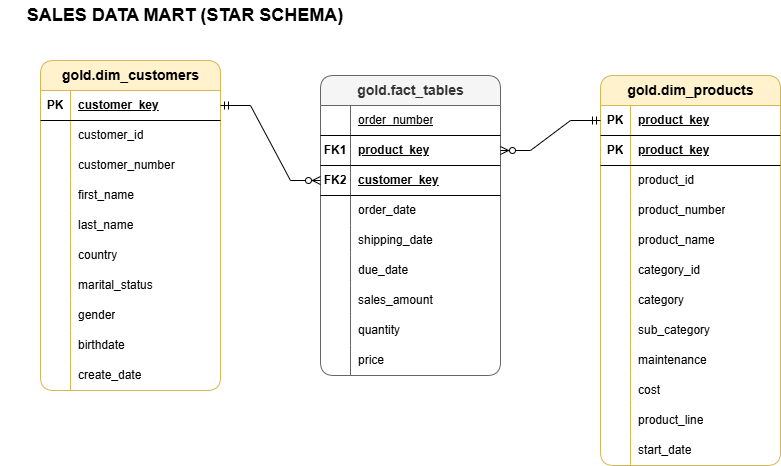 SALES DATA MART (STAR SCHEMA)
gold.dim_customers
PK customer_key
customer_id
customer_number
first_name
last_name
country
marital_status
gender
birthdate
create_date
gold.fact_tables
order_number
FK1 product_key
FK2 customer_key
order_date
shipping_date
due_date
sales_amount
quantity
price
gold.dim_products
PK product_key
PK product_key
product_id
product_number
product_name
category_id
category
sub_category
maintenance
cost
product_line
start_date